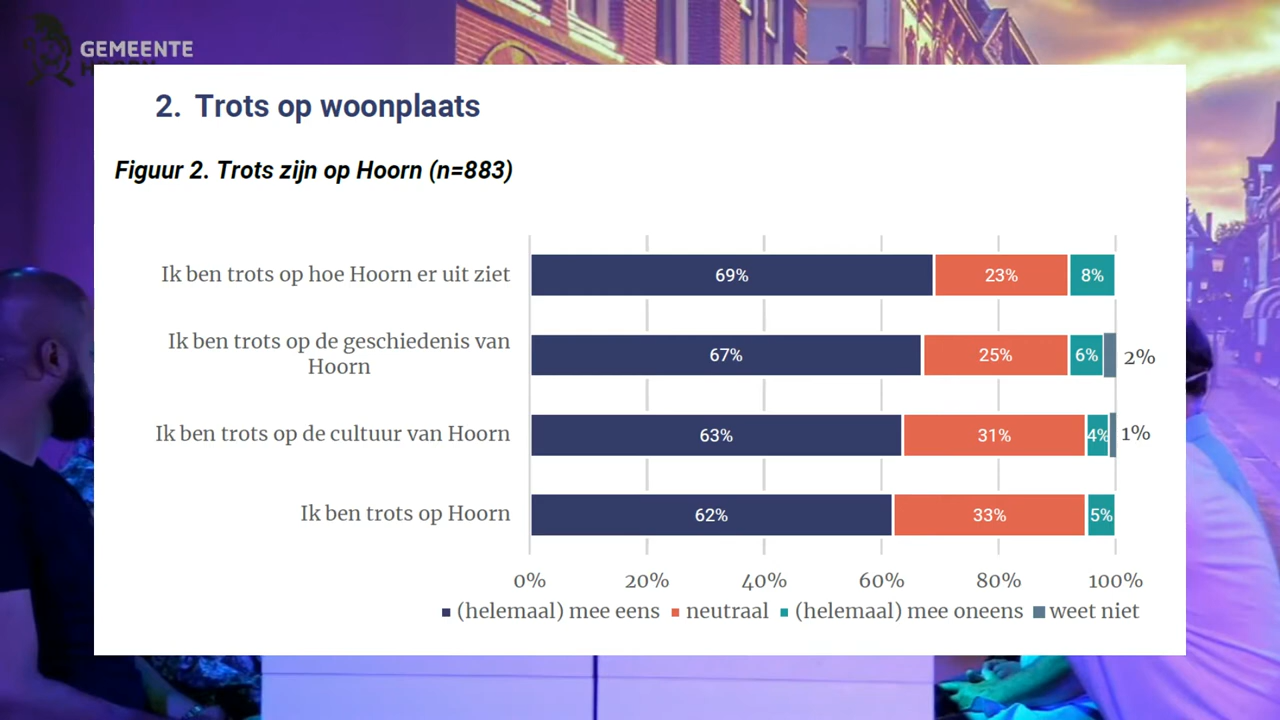 GEMEENTE
HOORN
2. Trots op woonplaats
Figuur 2. Trots zijn op Hoorn (n=883)
Ik ben trots op hoe Hoorn er uit ziet
69%
23%
8%
Ik ben trots op de geschiedenis van
Hoorn
67%
25%
6%
2%
Ik ben trots op de cultuur van Hoorn
63%
31%
4%
1%
Ik ben trots op Hoorn
62%
33%
5%
0%
20%
40%
60%
80%
100%
(helemaal) mee eens
neutraal
(helemaal) mee oneens
weet niet